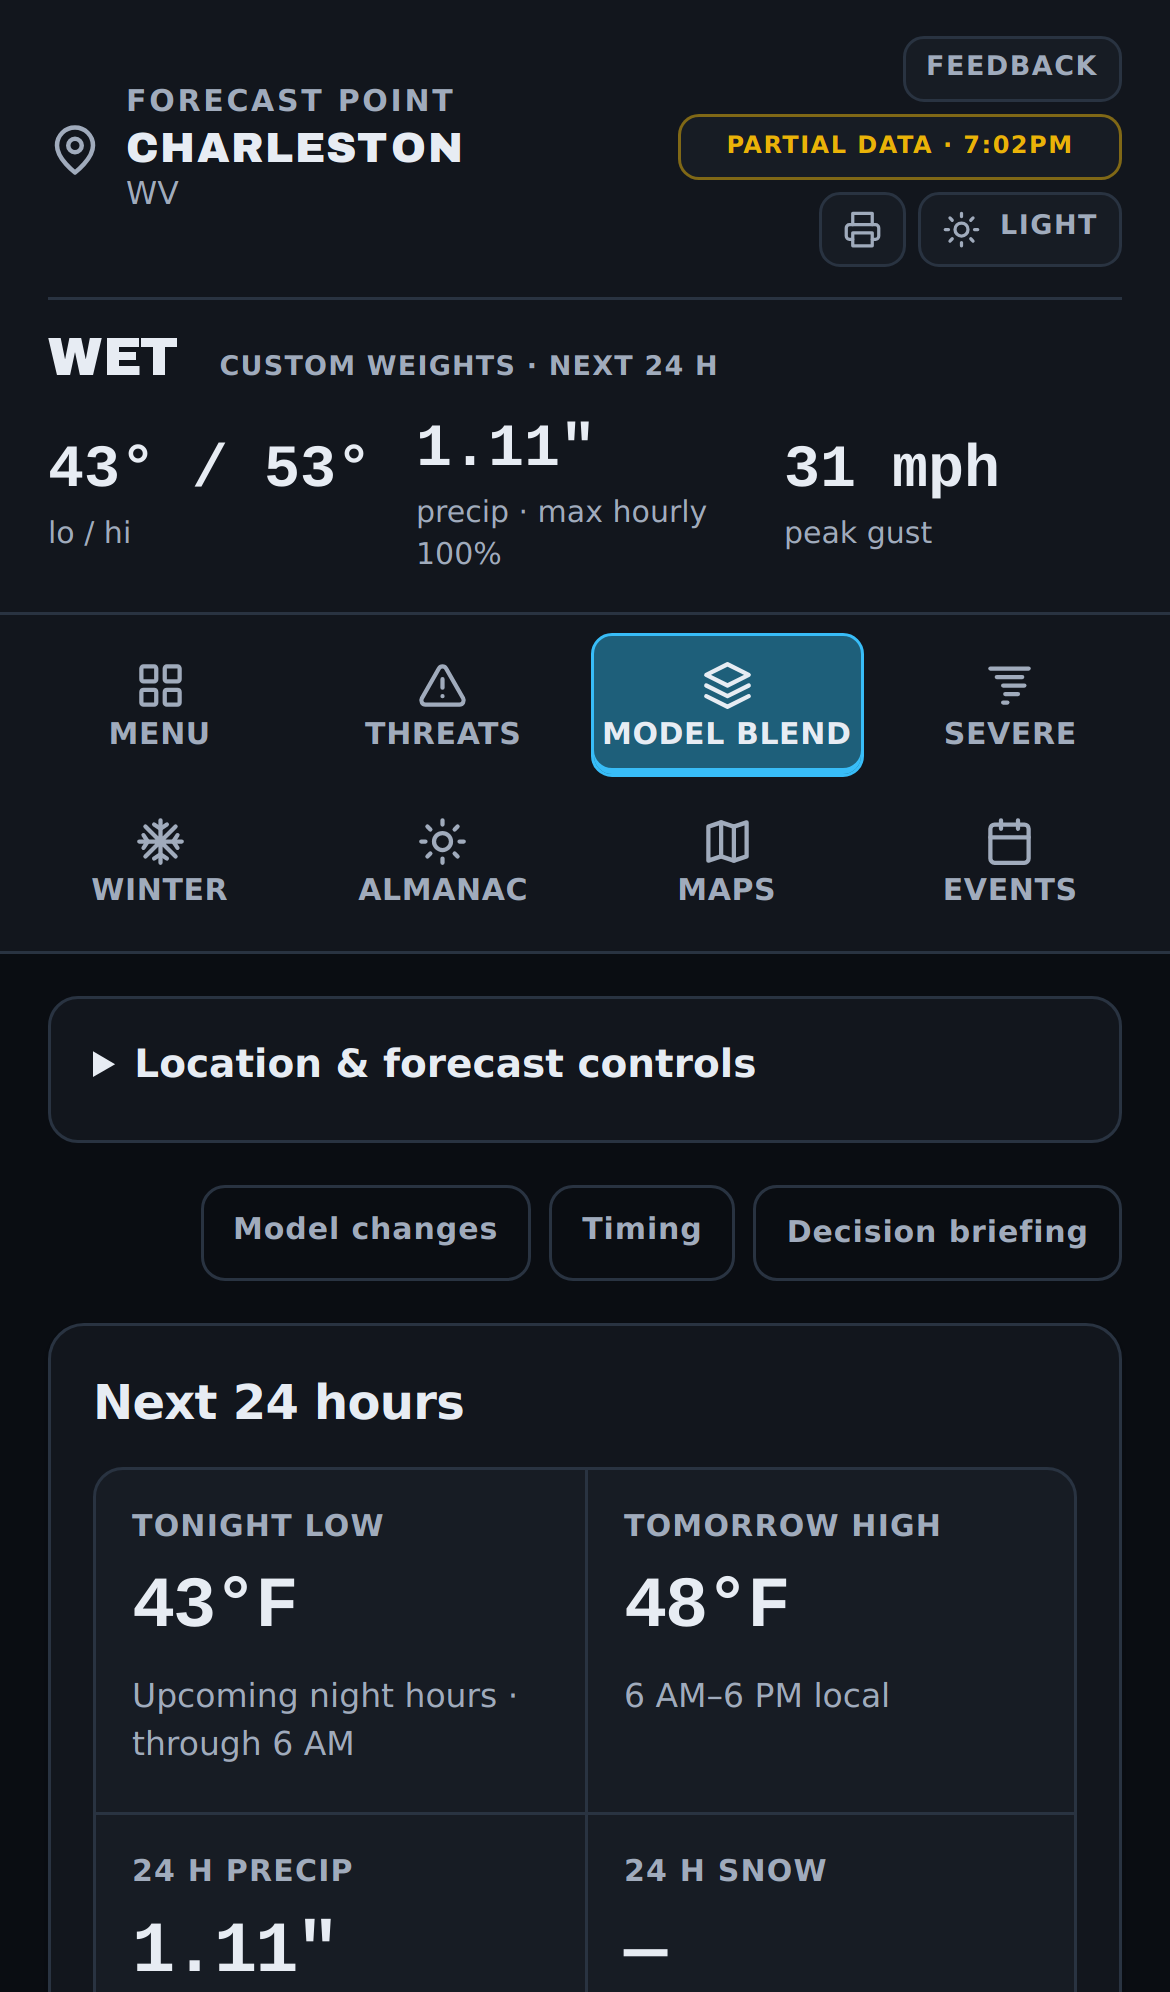 FORECAST POINT
CHARLESTON
WV
FEEDBACK
PARTIAL DATA · 7:02PM
LIGHT
WET CUSTOM WEIGHTS · NEXT 24 H
43° / 53°
lo / hi
1.11"
precip · max hourly
100%
31 mph
peak gust
MENU
THREATS
MODEL BLEND
SEVERE
WINTER
ALMANAC
MAPS
EVENTS
Location & forecast controls
Model changes
Timing
Decision briefing
Next 24 hours
TONIGHT LOW
43°F
Upcoming night hours ·
through 6 AM
TOMORROW HIGH
48°F
6 AM–6 PM local
24 H PRECIP
1.11"
24 H SNOW
—